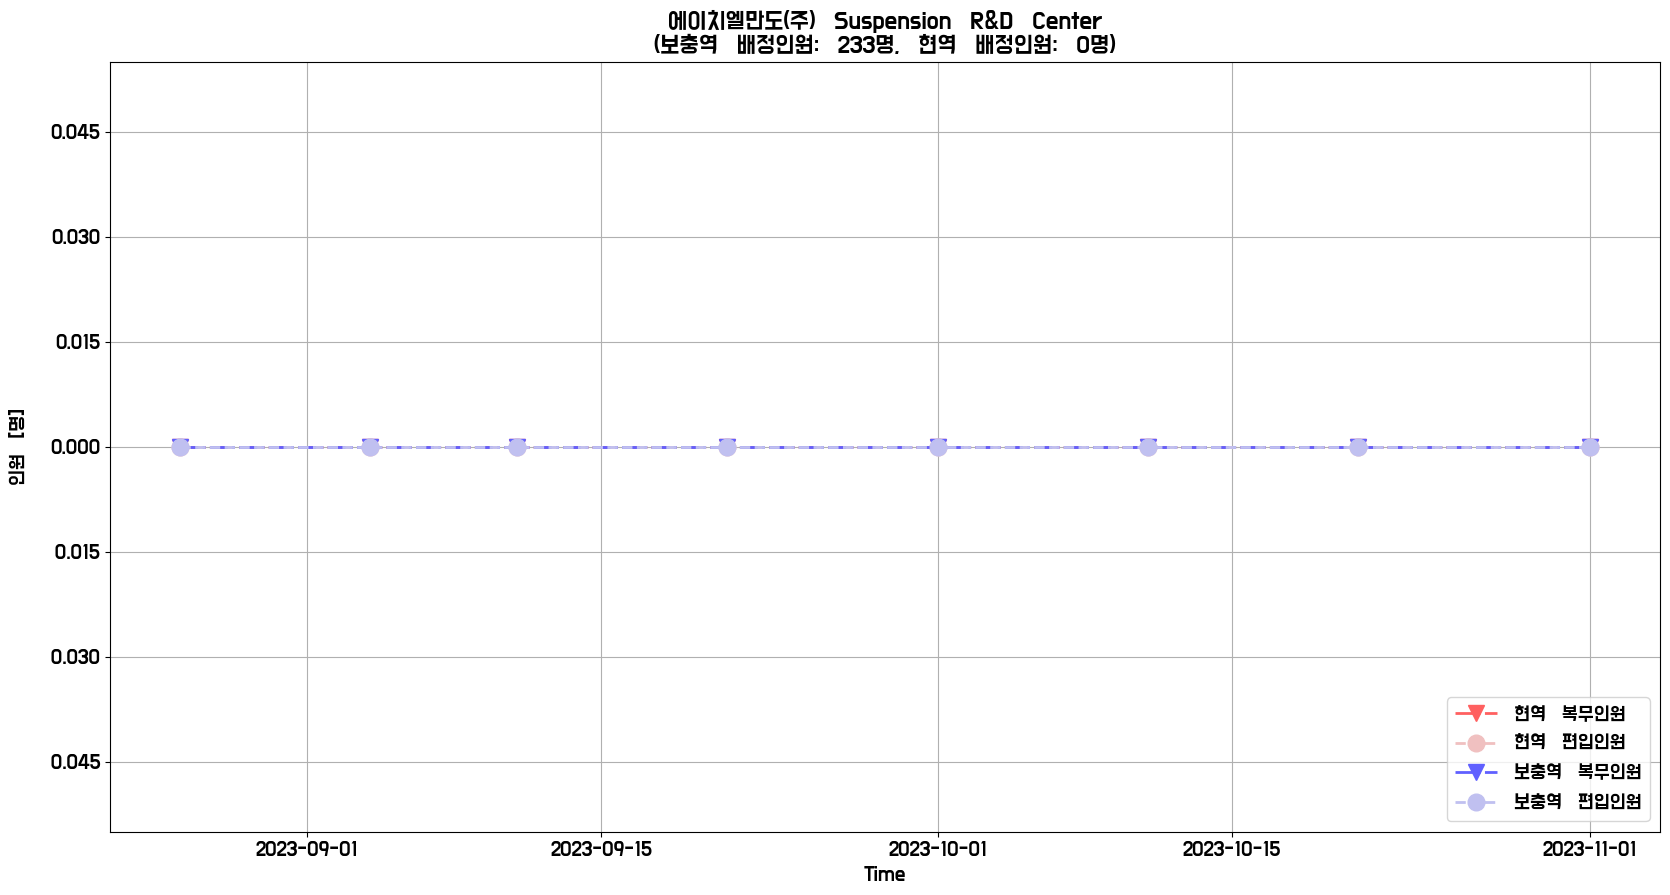 에이치엘만도(주) Suspension R&D Center
(보충역 배정인원: 233명, 현역 배정인원: 0명)
인원 [명]
0.045
0.030
0.015
0.000
0.015
0.030
0.045
2023-09-01
2023-09-15
2023-10-01
2023-10-15
2023-11-01
Time
현역 복무인원
현역 편입인원
보충역 복무인원
보충역 편입인원